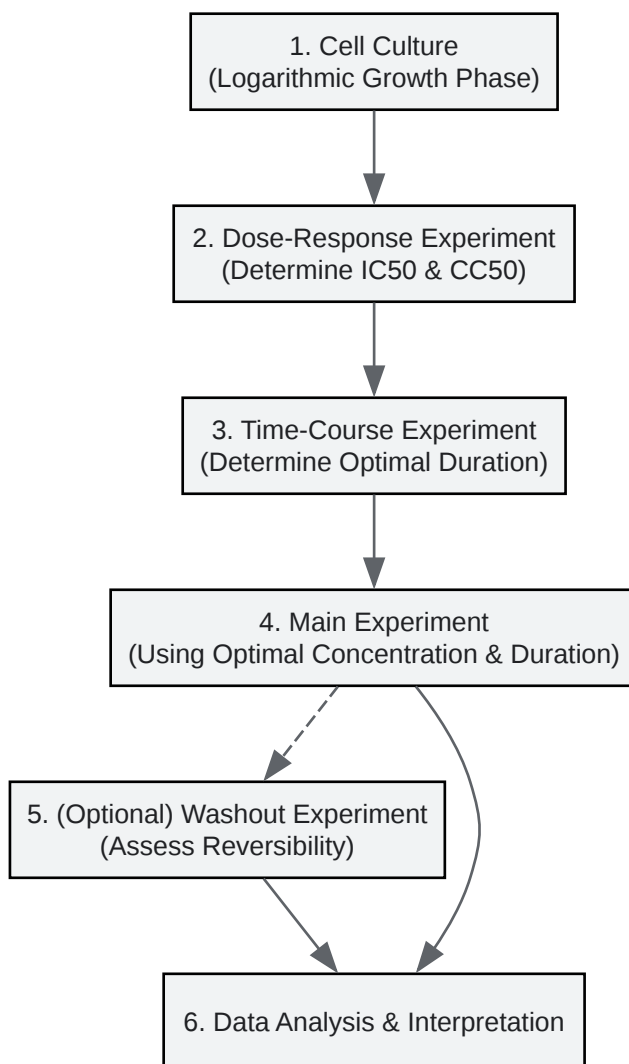 1. Cell Culture
(Logarithmic Growth Phase)
2. Dose-Response Experiment
(Determine IC50 & CC50)
3. Time-Course Experiment
(Determine Optimal Duration)
4. Main Experiment
(Using Optimal Concentration & Duration)
5. (Optional) Washout Experiment
(Assess Reversibility)
6. Data Analysis & Interpretation